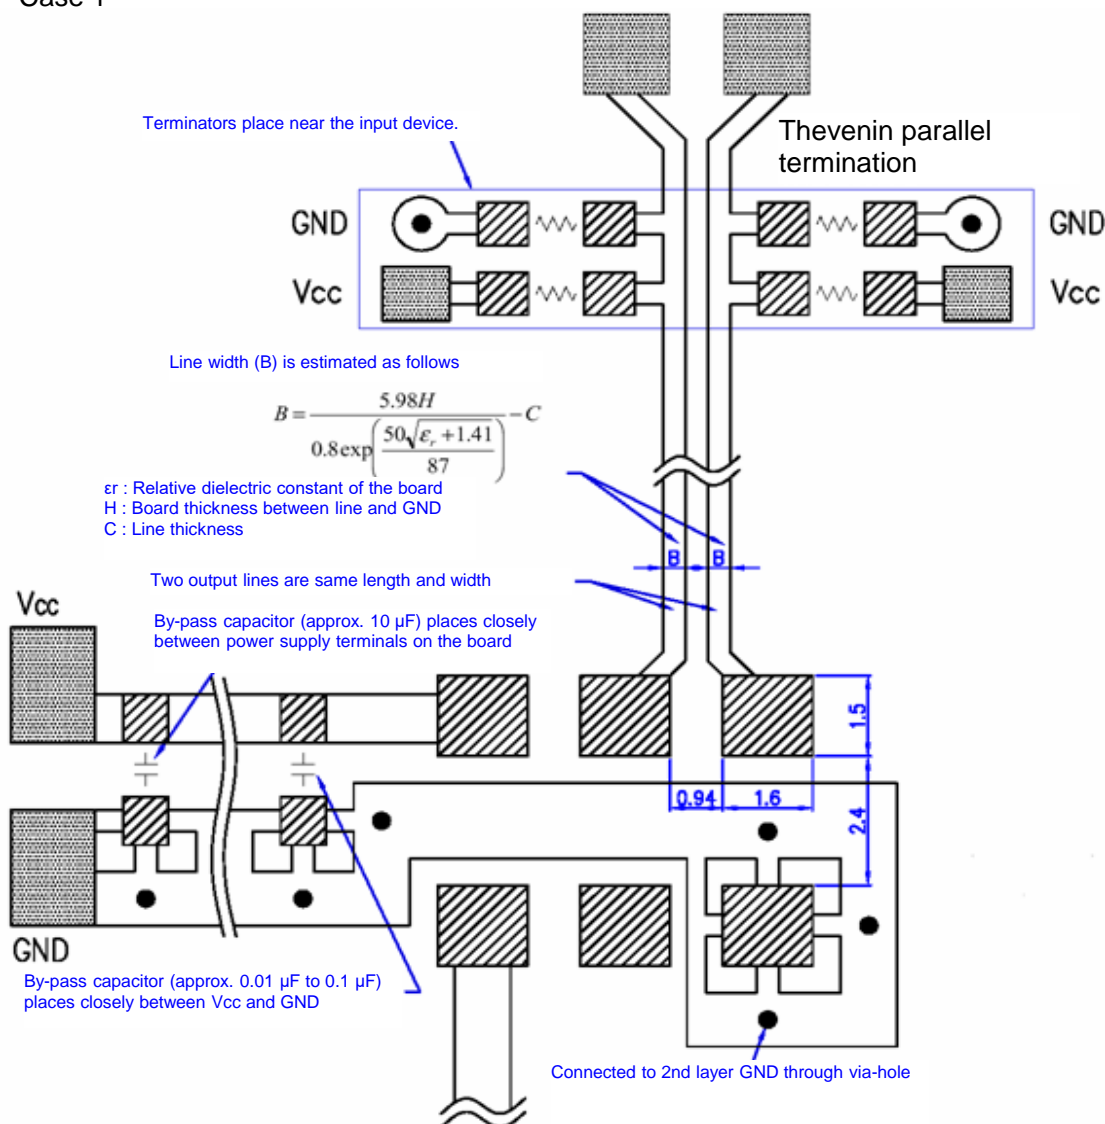 Case 1
Terminators place near the input device.
Thevenin parallel
termination
GND
GND
Vcc
Vcc
Line width (B) is estimated as follows
B = 5.98H / 0.8 exp(50√(εr + 1.41) / 87) − C
εr : Relative dielectric constant of the board
H : Board thickness between line and GND
C : Line thickness
B
B
Two output lines are same length and width
Vcc
By-pass capacitor (approx. 10 µF) places closely
between power supply terminals on the board
1.5
0.94
1.6
2.4
GND
By-pass capacitor (approx. 0.01 µF to 0.1 µF)
places closely between Vcc and GND
Connected to 2nd layer GND through via-hole